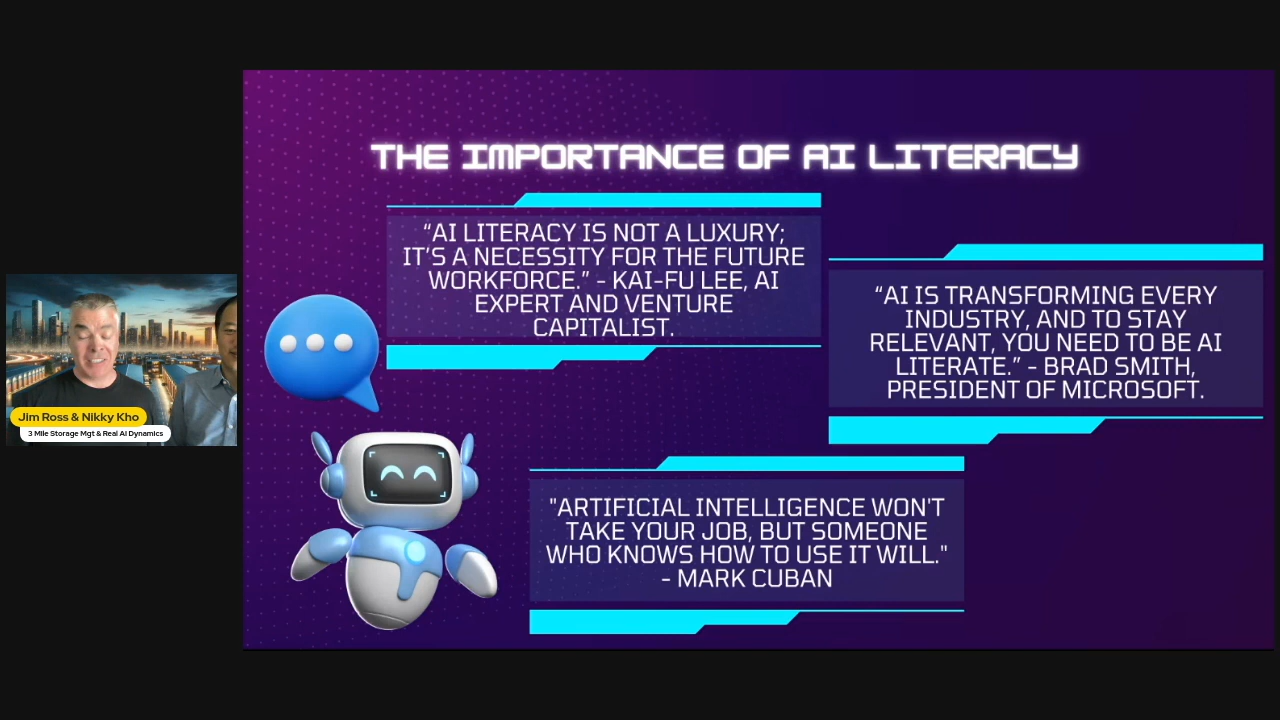 THE IMPORTANCE OF AI LITERACY
“AI LITERACY IS NOT A LUXURY;
IT’S A NECESSITY FOR THE FUTURE
WORKFORCE.” - KAI-FU LEE, AI
EXPERT AND VENTURE
CAPITALIST.
“AI IS TRANSFORMING EVERY
INDUSTRY, AND TO STAY
RELEVANT, YOU NEED TO BE AI
LITERATE.” - BRAD SMITH,
PRESIDENT OF MICROSOFT.
"ARTIFICIAL INTELLIGENCE WON'T
TAKE YOUR JOB, BUT SOMEONE
WHO KNOWS HOW TO USE IT WILL."
- MARK CUBAN
Jim Ross & Nikky Kho
3 Mile Storage Mgt & Real AI Dynamics